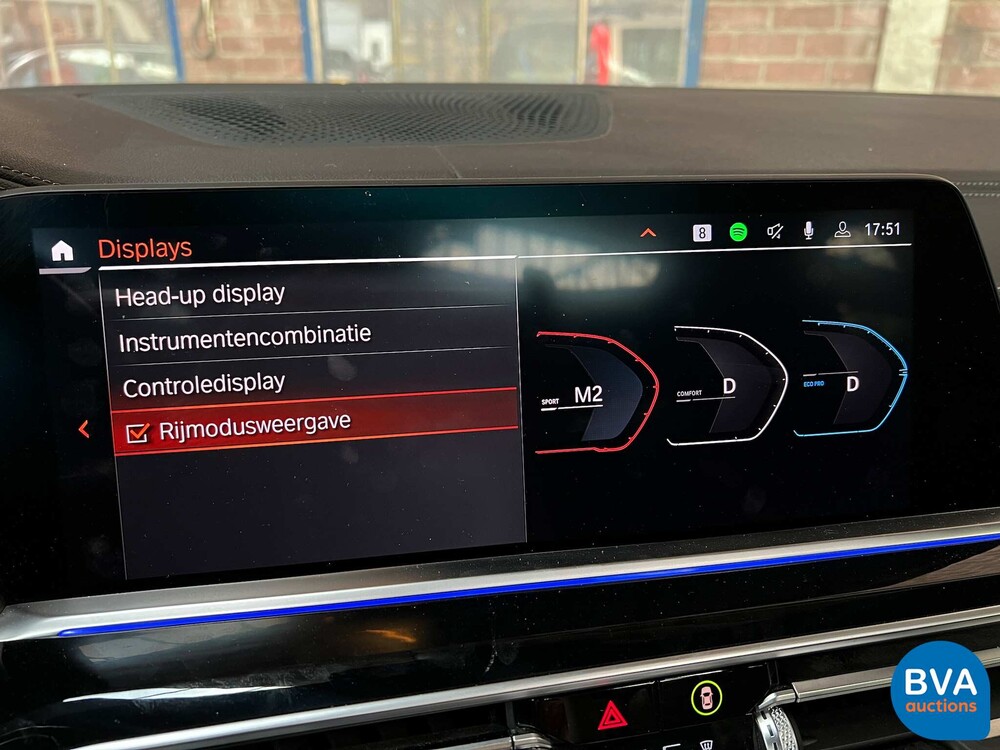 Displays
8
17:51
Head-up display
Instrumentencombinatie
Controledisplay
Rijmodusweergave
SPORT M2
COMFORT D
ECO PRO D
BVA
auctions